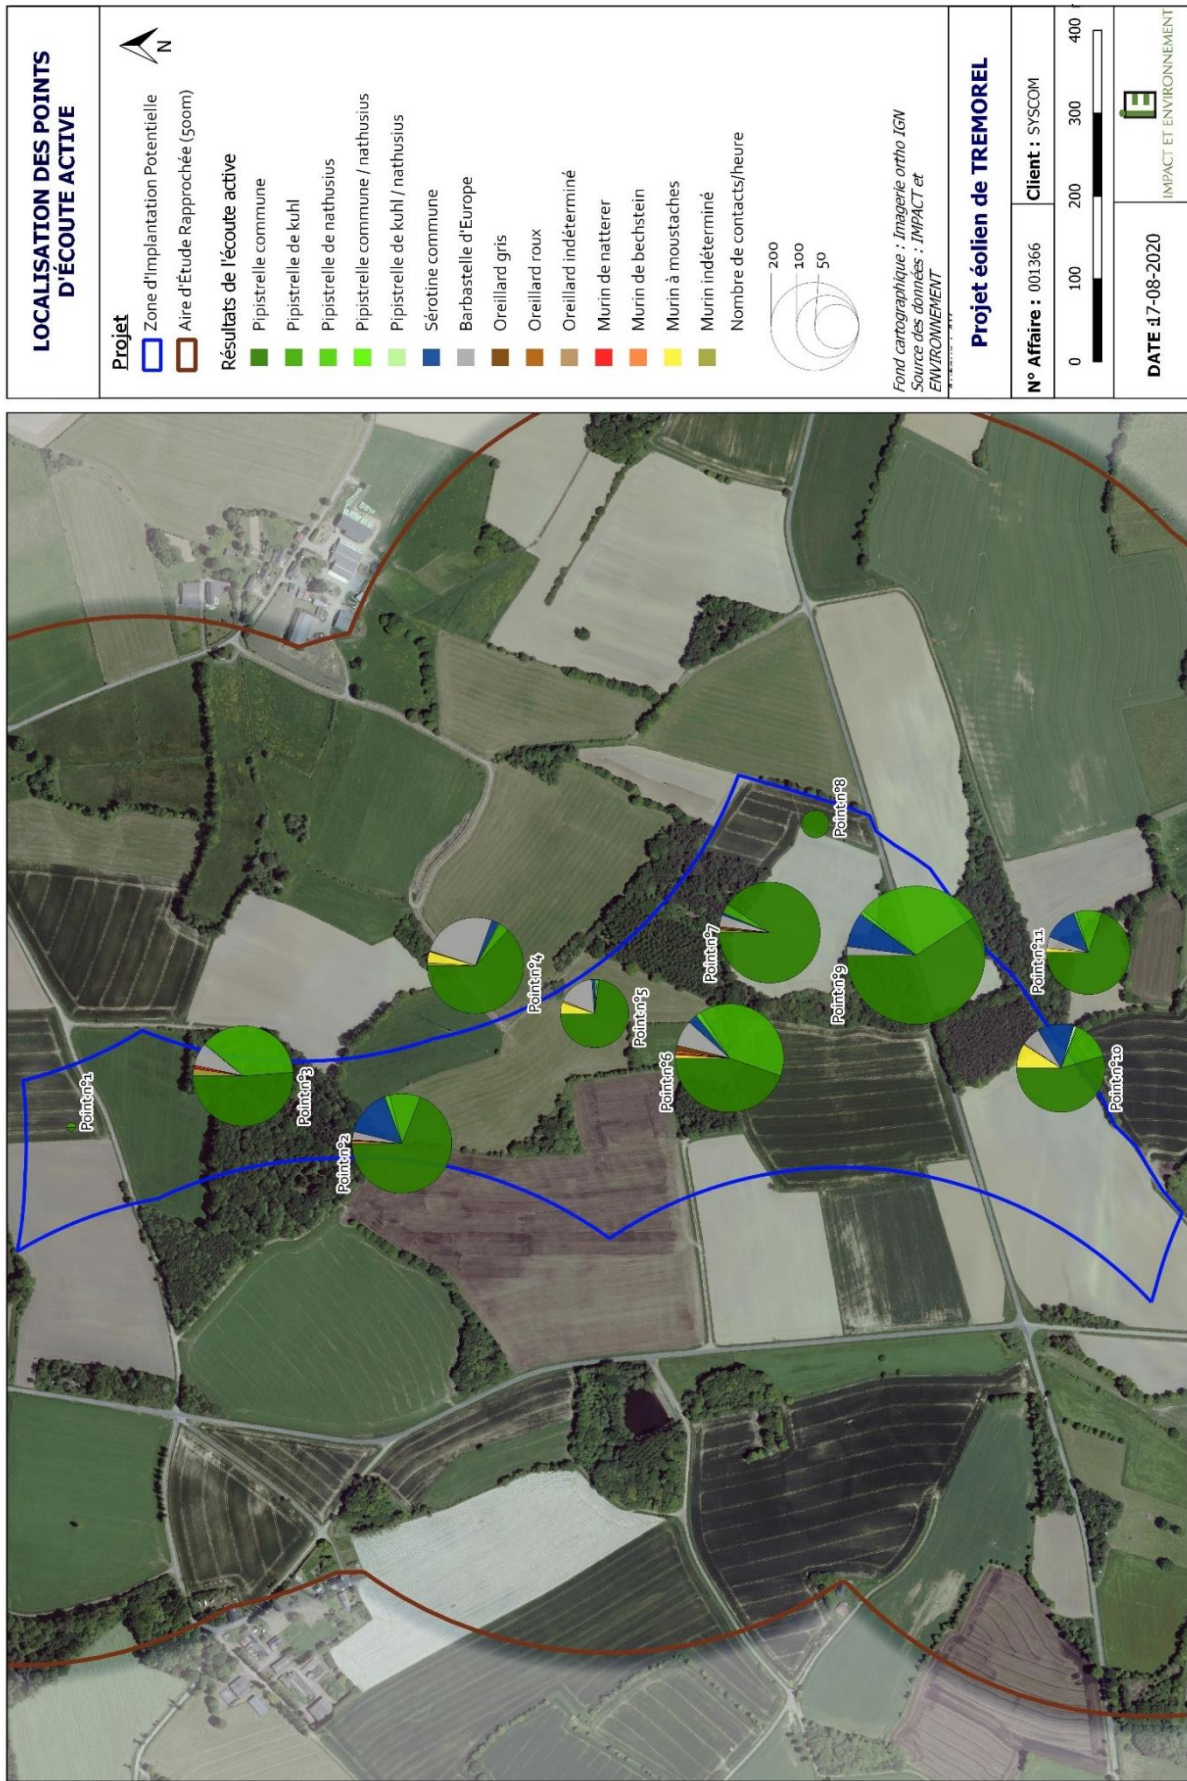 LOCALISATION DES POINTS
D'ÉCOUTE ACTIVE
N
Projet
Zone d'Implantation Potentielle
Aire d'Étude Rapprochée (500m)
Résultats de l'écoute active
Pipistrelle commune
Pipistrelle de kuhl
Pipistrelle de nathusius
Pipistrelle commune / nathusius
Pipistrelle de kuhl / nathusius
Sérotine commune
Barbastelle d'Europe
Oreillard gris
Oreillard roux
Oreillard indéterminé
Murin de natterer
Murin de bechstein
Murin à moustaches
Murin indéterminé
Nombre de contacts/heure
200
100
50
Fond cartographique : Imagerie ortho IGN
Source des données : IMPACT et
ENVIRONNEMENT
Projet éolien de TREMOREL
N° Affaire : 001366
Client : SYSCOM
0 100 200 300 400
DATE :17-08-2020
iE
IMPACT ET ENVIRONNEMENT
Point n°1
Point n°2
Point n°3
Point n°4
Point n°5
Point n°6
Point n°7
Point n°8
Point n°9
Point n°10
Point n°11